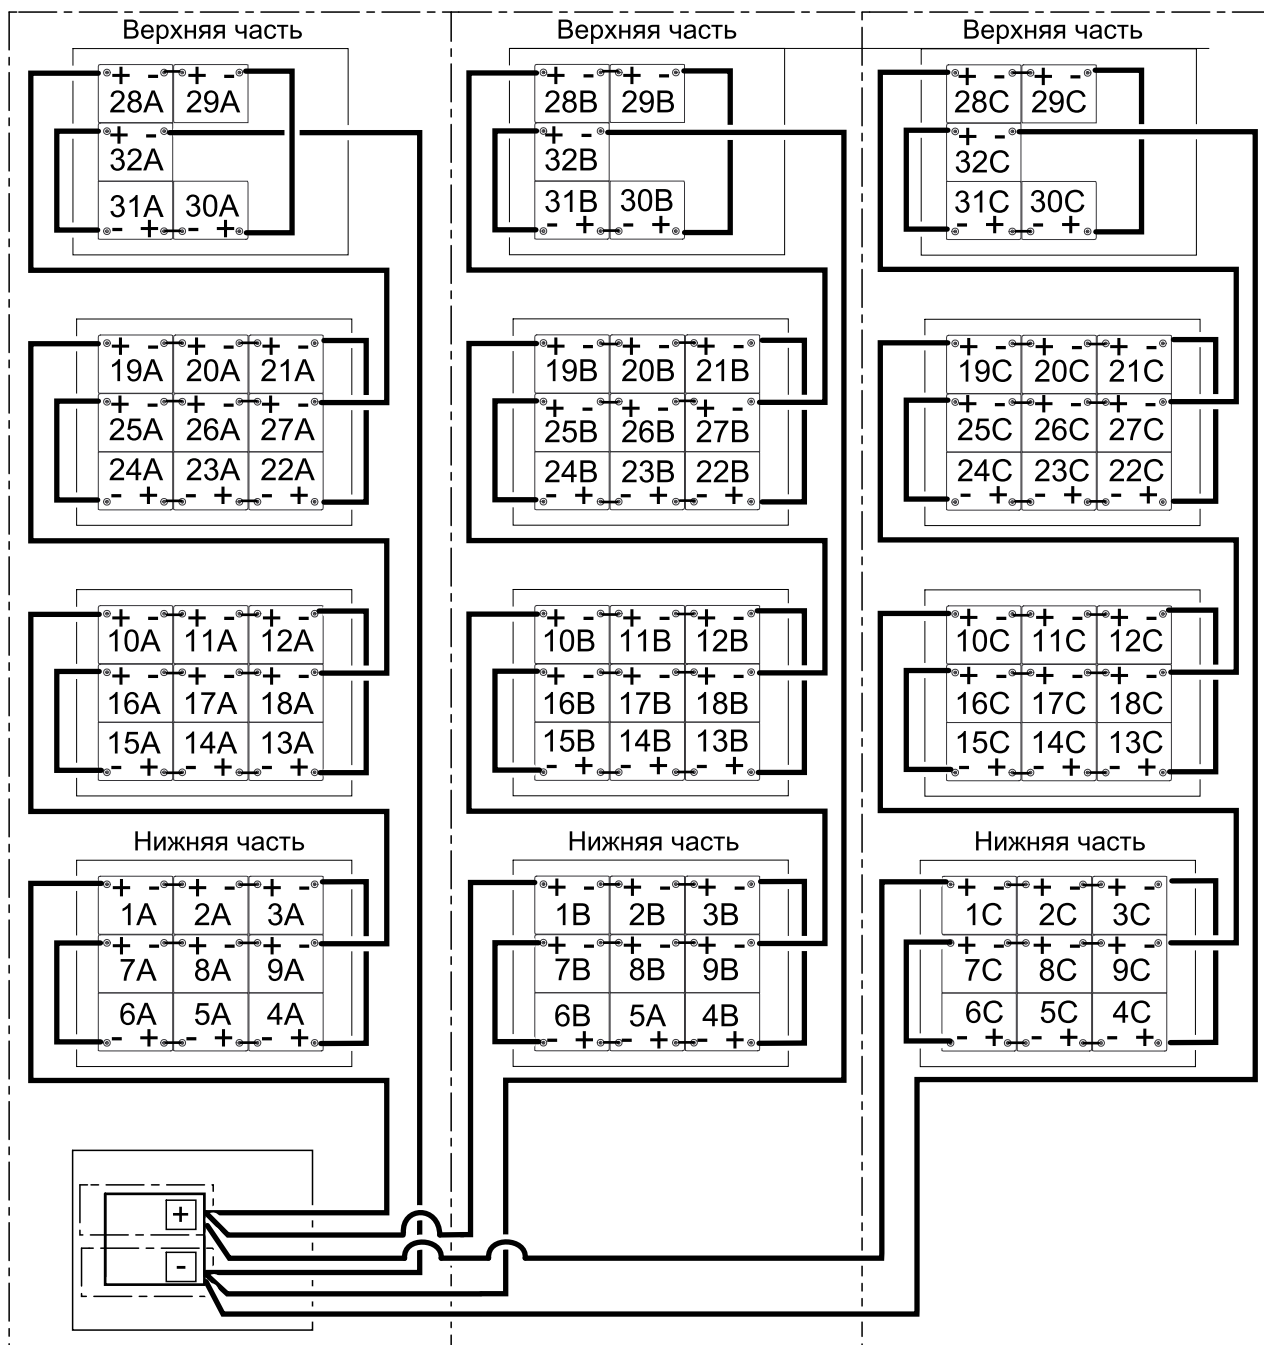 Верхняя часть Верхняя часть Верхняя часть
+ - + - + - + - + - + -
28A 29A 28B 29B 28C 29C
+ - + - + -
32A 32B 32C
31A 30A 31B 30B 31C 30C
- + - + - + - + - + - +
+ - + - + - + - + - + - + - + - + -
19A 20A 21A 19B 20B 21B 19C 20C 21C
+ - + - + - + - + - + - + - + - + -
25A 26A 27A 25B 26B 27B 25C 26C 27C
24A 23A 22A 24B 23B 22B 24C 23C 22C
- + - + - + - + - + - + - + - + - +
+ - + - + - + - + - + - + - + - + -
10A 11A 12A 10B 11B 12B 10C 11C 12C
+ - + - + - + - + - + - + - + - + -
16A 17A 18A 16B 17B 18B 16C 17C 18C
15A 14A 13A 15B 14B 13B 15C 14C 13C
- + - + - + - + - + - + - + - + - +
Нижняя часть Нижняя часть Нижняя часть
+ - + - + - + - + - + - + - + - + -
1A 2A 3A 1B 2B 3B 1C 2C 3C
+ - + - + - + - + - + - + - + - + -
7A 8A 9A 7B 8B 9B 7C 8C 9C
6A 5A 4A 6B 5A 4B 6C 5C 4C
- + - + - + - + - + - + - + - + - +
+
-